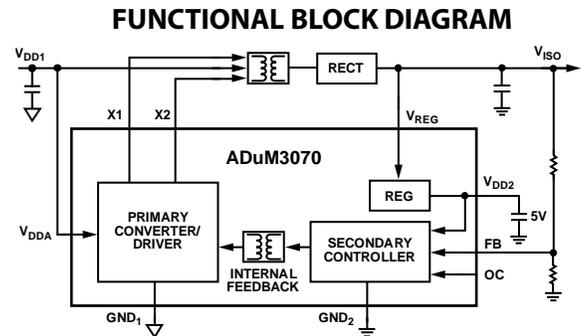 FUNCTIONAL BLOCK DIAGRAM
VDD1
VISO
RECT
X1
X2
VREG
ADuM3070
REG
VDD2
5V
PRIMARY
CONVERTER/
DRIVER
VDDA
SECONDARY
CONTROLLER
FB
INTERNAL
FEEDBACK
OC
GND1
GND2